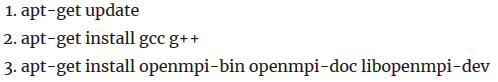 1. apt-get update
2. apt-get install gcc g++
3. apt-get install openmpi-bin openmpi-doc libopenmpi-dev